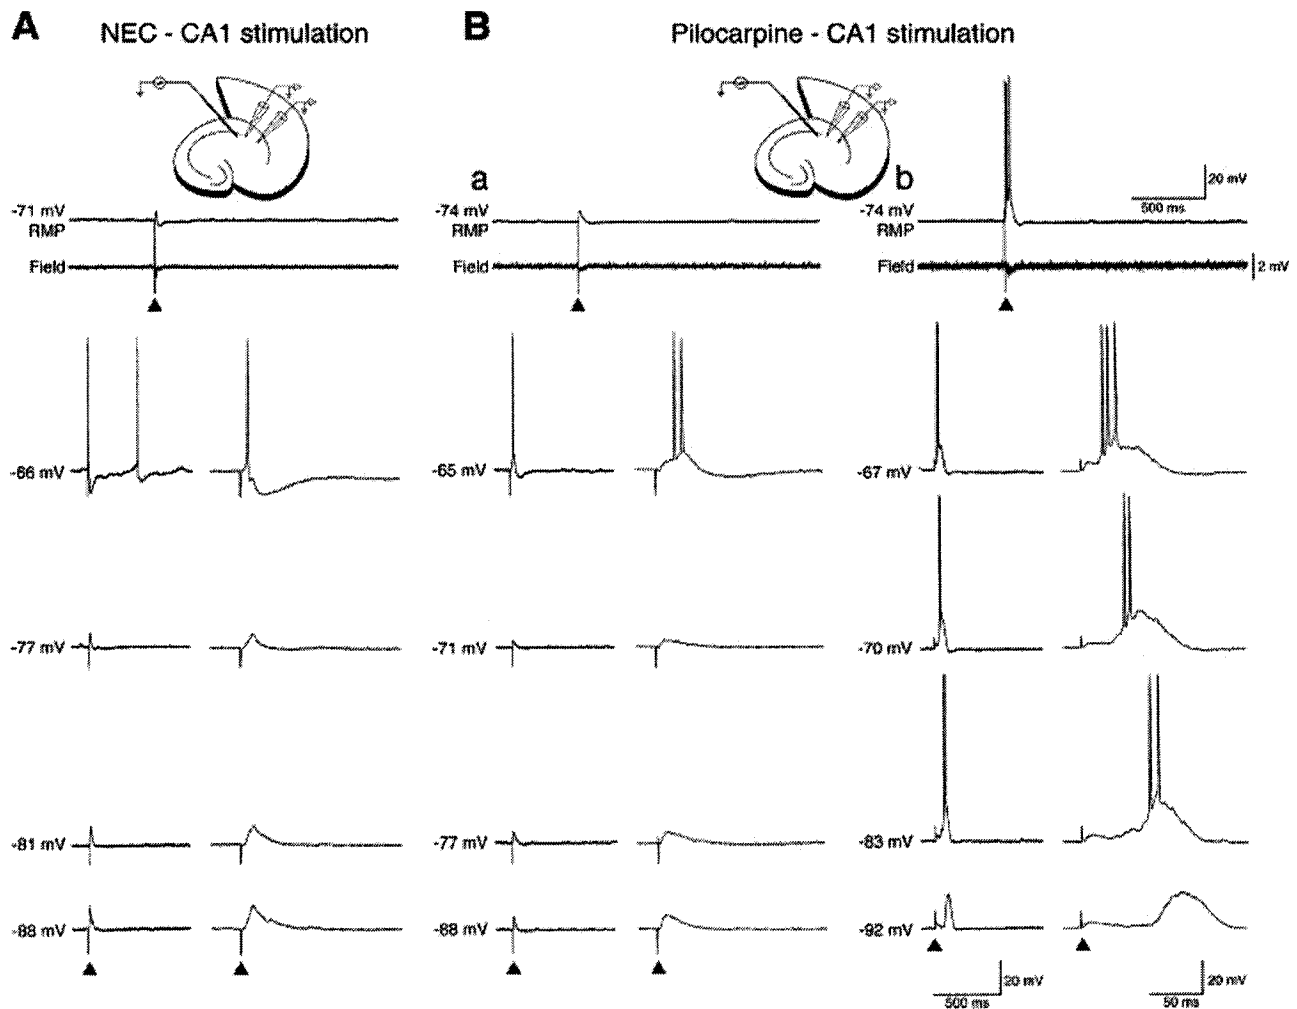 A NEC - CA1 stimulation
B Pilocarpine - CA1 stimulation
a
b
20 mV
500 ms
-71 mV
RMP
Field
-74 mV
RMP
Field
-74 mV
RMP
Field
2 mV
-66 mV
-65 mV
-67 mV
-77 mV
-71 mV
-70 mV
-81 mV
-77 mV
-83 mV
-88 mV
-88 mV
-92 mV
20 mV
500 ms
20 mV
50 ms